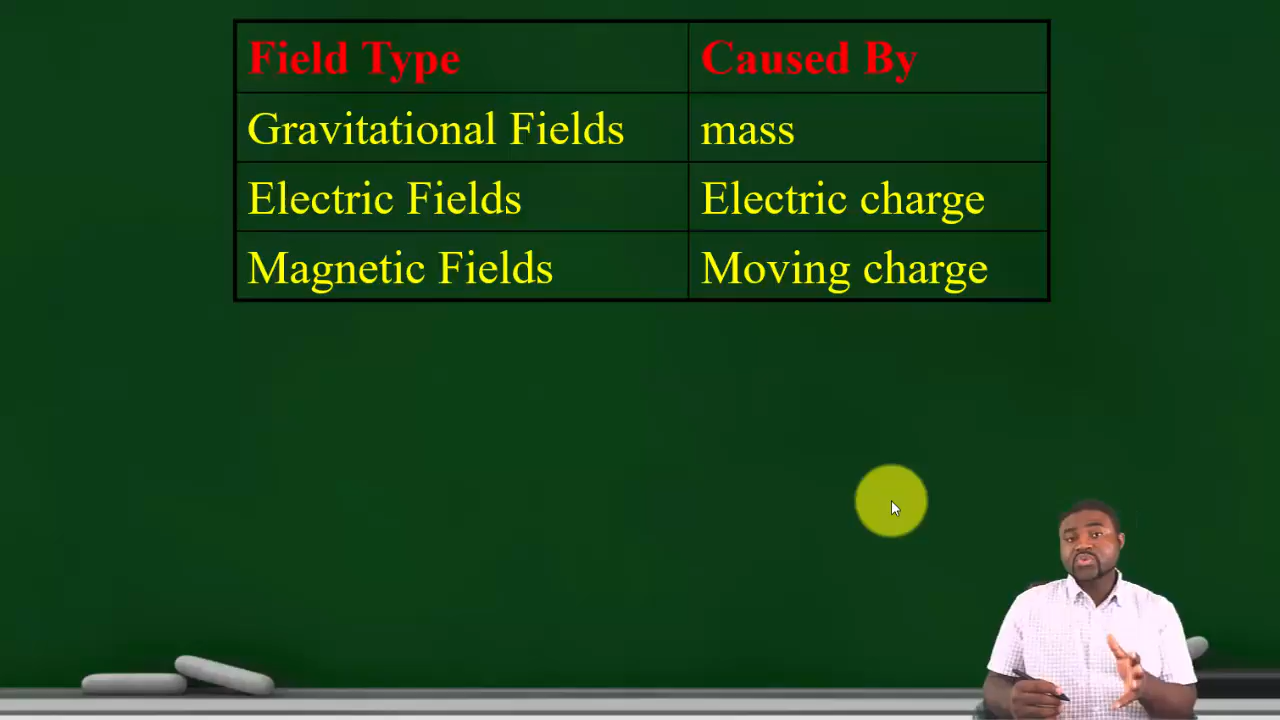 Field Type Caused By
Gravitational Fields mass
Electric Fields Electric charge
Magnetic Fields Moving charge